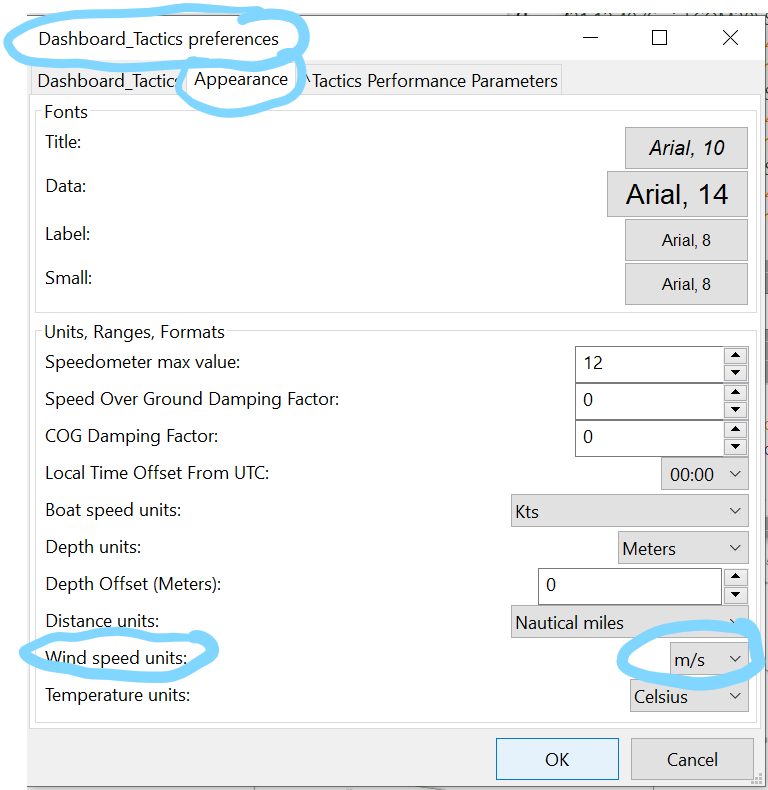 Dashboard_Tactics preferences
Dashboard_Tactics Appearance Tactics Performance Parameters
Fonts
Title: Arial, 10
Data: Arial, 14
Label: Arial, 8
Small: Arial, 8
Units, Ranges, Formats
Speedometer max value: 12
Speed Over Ground Damping Factor: 0
COG Damping Factor: 0
Local Time Offset From UTC: 00:00
Boat speed units: Kts
Depth units: Meters
Depth Offset (Meters): 0
Distance units: Nautical miles
Wind speed units: m/s
Temperature units: Celsius
OK Cancel